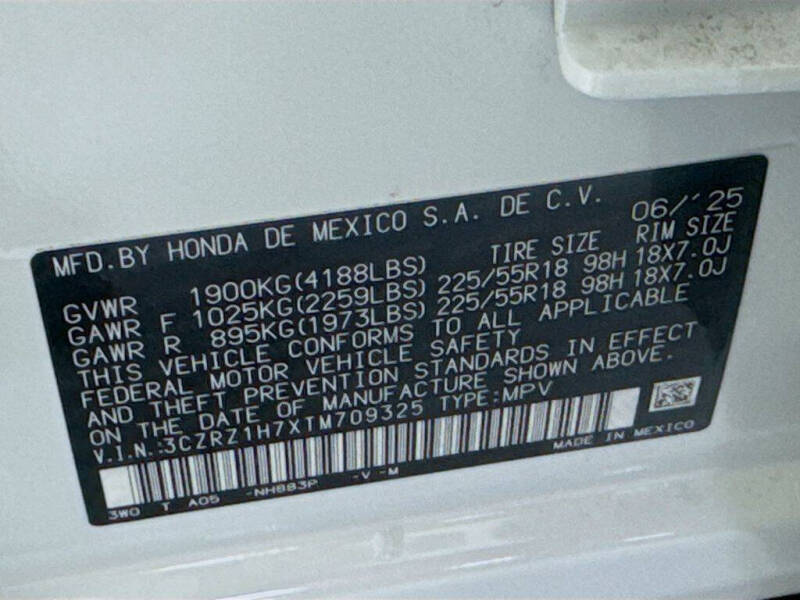 MFD.BY HONDA DE MEXICO S.A. DE C.V. 06/'25
TIRE SIZE RIM SIZE
GVWR 1900KG(4188LBS)
GAWR F 1025KG(2259LBS) 225/55R18 98H 18X7.0J
GAWR R 895KG(1973LBS) 225/55R18 98H 18X7.0J
THIS VEHICLE CONFORMS TO ALL APPLICABLE
FEDERAL MOTOR VEHICLE SAFETY
AND THEFT PREVENTION STANDARDS IN EFFECT
ON THE DATE OF MANUFACTURE SHOWN ABOVE.
V.I.N.:3CZRZ1H7XTM709325 TYPE:MPV
MADE IN MEXICO
3W0 T A05 -NH883P -V -M